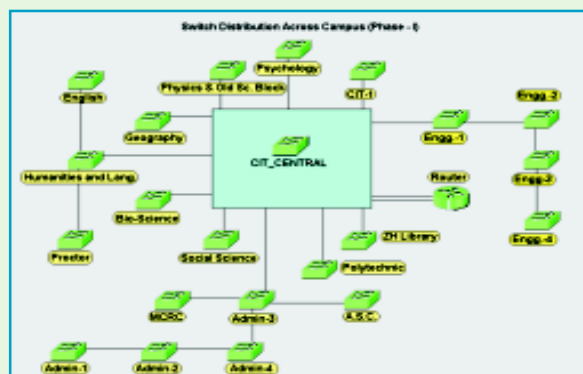 Switch Distribution Across Campus (Phase - I)
Psychology
Physics & Old Sc. Block
English
CIT-1
Engg.-2
Geography
Engg.-1
CIT_CENTRAL
Humanities and Lang.
Router
Engg-3
Bio-Science
Engg.-4
Proctor
Social Science
ZH Library
Polytechnic
MCRC
Admin-3
A.S.C.
Admin-1
Admin-2
Admin-4